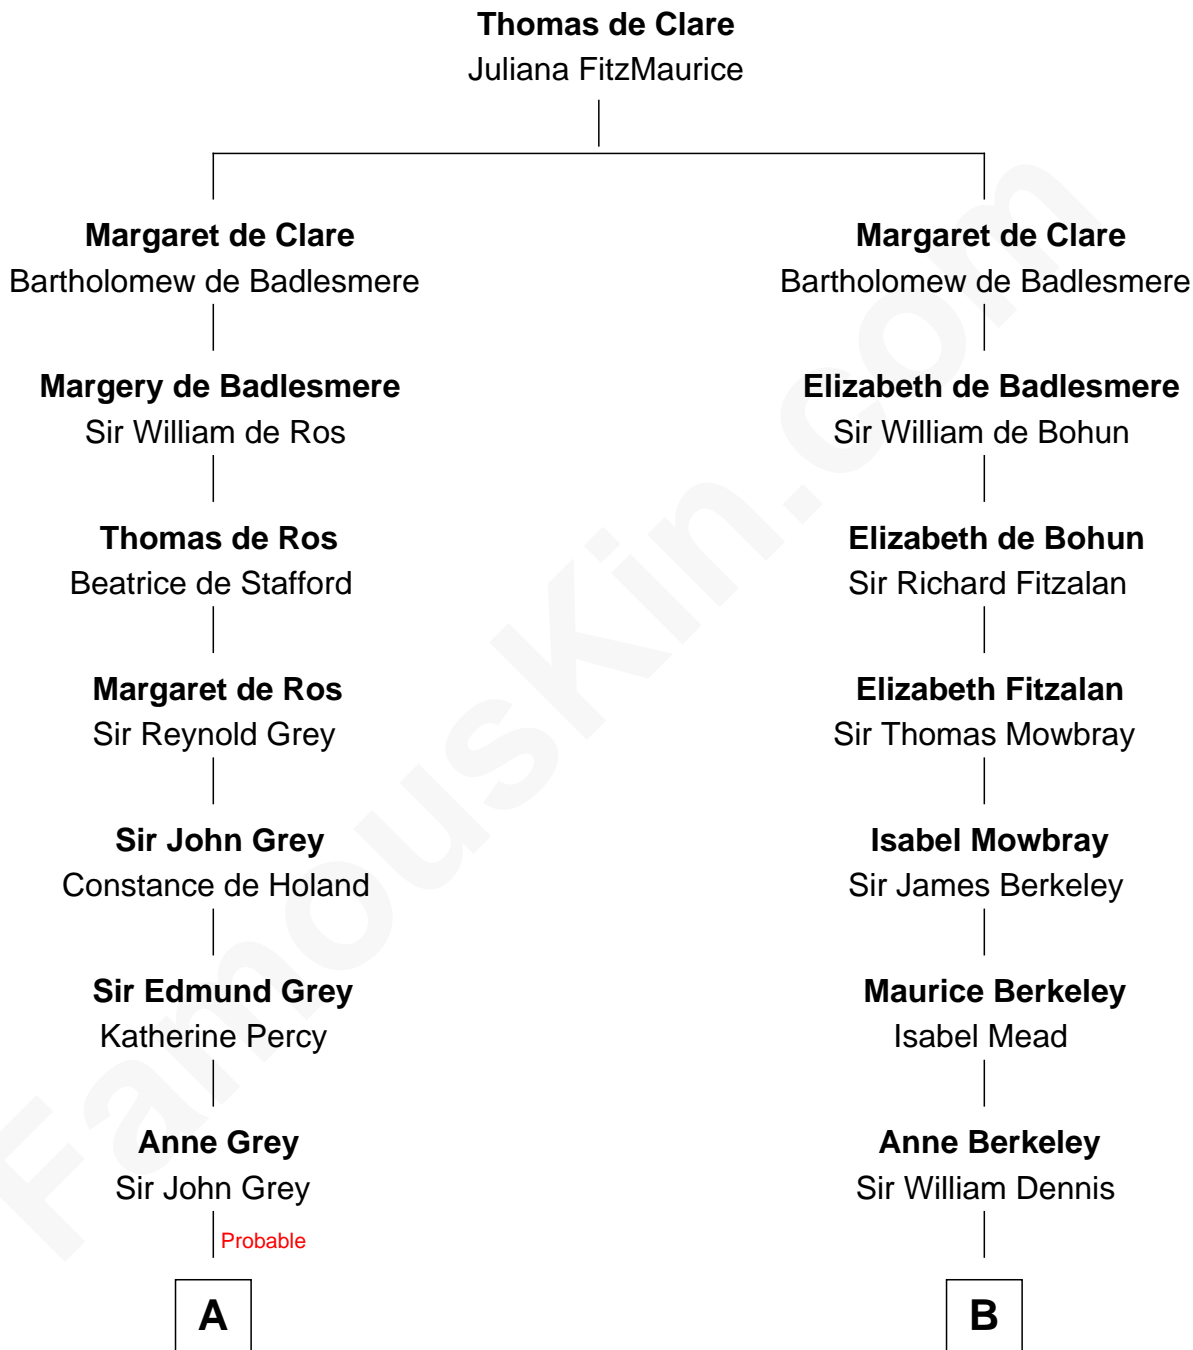 Thomas de Clare
Juliana FitzMaurice
Margaret de Clare
Bartholomew de Badlesmere
Margery de Badlesmere
Sir William de Ros
Thomas de Ros
Beatrice de Stafford
Margaret de Ros
Sir Reynold Grey
Sir John Grey
Constance de Holand
Sir Edmund Grey
Katherine Percy
Anne Grey
Sir John Grey
Probable
A
Margaret de Clare
Bartholomew de Badlesmere
Elizabeth de Badlesmere
Sir William de Bohun
Elizabeth de Bohun
Sir Richard Fitzalan
Elizabeth Fitzalan
Sir Thomas Mowbray
Isabel Mowbray
Sir James Berkeley
Maurice Berkeley
Isabel Mead
Anne Berkeley
Sir William Dennis
B
FamousKin.com